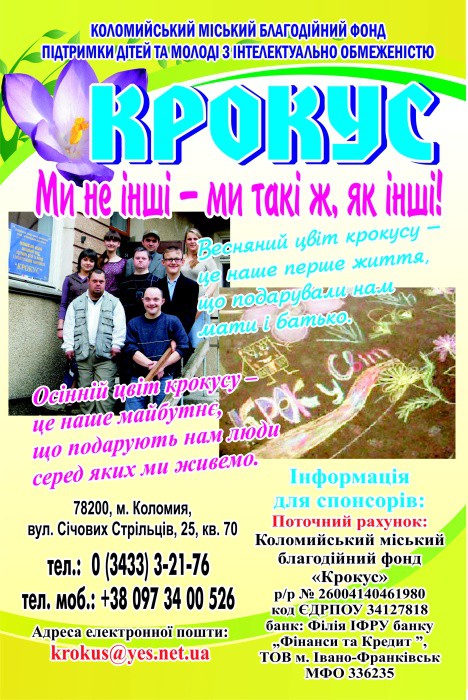 КОЛОМИЙСЬКИЙ МІСЬКИЙ БЛАГОДІЙНИЙ ФОНД
ПІДТРИМКИ ДІТЕЙ ТА МОЛОДІ З ІНТЕЛЕКТУАЛЬНО ОБМЕЖЕНІСТЮ
КРОКУС
Ми не інші – ми такі ж, як інші!
"КРОКУС"
Весняний цвіт крокусу –
це наше перше життя,
що подарували нам
мати і батько.
КРОКУС
Осінній цвіт крокусу –
це наше майбутнє,
що подарують нам люди
серед яких ми живемо.
78200, м. Коломия,
вул. Січових Стрільців, 25, кв. 70
тел.: 0 (3433) 3-21-76
тел. моб.: +38 097 34 00 526
Адреса електронної пошти:
krokus@yes.net.ua
Інформація
для спонсорів:
Поточний рахунок:
Коломийський міський
благодійний фонд
«Крокус»
р/р № 26004140461980
код ЄДРПОУ 34127818
банк: Філія ІФРУ банку
„Фінанси та Кредит ”,
ТОВ м. Івано-Франківськ
МФО 336235